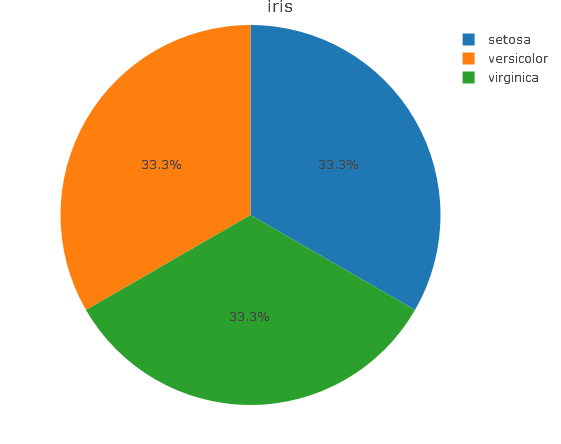 iris
setosa
versicolor
virginica
33.3%
33.3%
33.3%